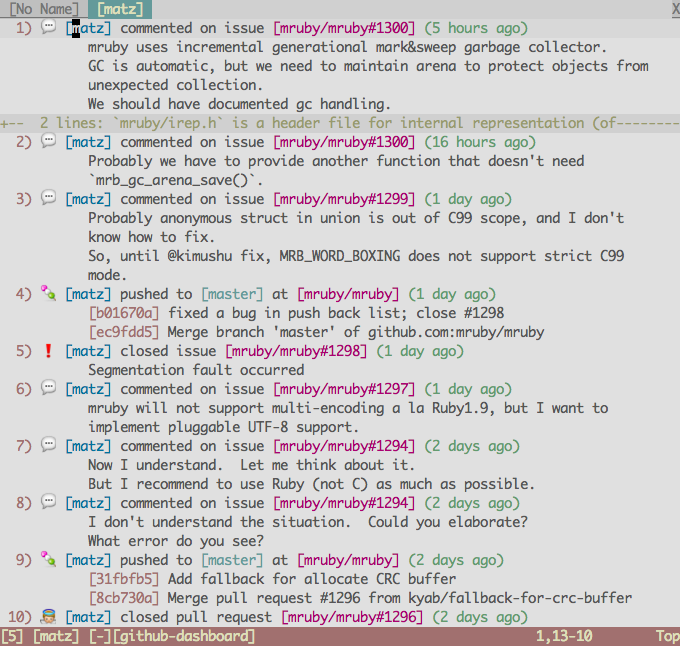 [No Name] [matz] X
1) [matz] commented on issue [mruby/mruby#1300] (5 hours ago)
mruby uses incremental generational mark&sweep garbage collector.
GC is automatic, but we need to maintain arena to protect objects from
unexpected collection.
We should have documented gc handling.
+-- 2 lines: `mruby/irep.h` is a header file for internal representation (of--------
2) [matz] commented on issue [mruby/mruby#1300] (16 hours ago)
Probably we have to provide another function that doesn't need
`mrb_gc_arena_save()`.
3) [matz] commented on issue [mruby/mruby#1299] (1 day ago)
Probably anonymous struct in union is out of C99 scope, and I don't
know how to fix.
So, until @kimushu fix, MRB_WORD_BOXING does not support strict C99
mode.
4) [matz] pushed to [master] at [mruby/mruby] (1 day ago)
[b01670a] fixed a bug in push back list; close #1298
[ec9fdd5] Merge branch 'master' of github.com:mruby/mruby
5) [matz] closed issue [mruby/mruby#1298] (1 day ago)
Segmentation fault occurred
6) [matz] commented on issue [mruby/mruby#1297] (1 day ago)
mruby will not support multi-encoding a la Ruby1.9, but I want to
implement pluggable UTF-8 support.
7) [matz] commented on issue [mruby/mruby#1294] (2 days ago)
Now I understand.  Let me think about it.
But I recommend to use Ruby (not C) as much as possible.
8) [matz] commented on issue [mruby/mruby#1294] (2 days ago)
I don't understand the situation.  Could you elaborate?
What error do you see?
9) [matz] pushed to [master] at [mruby/mruby] (2 days ago)
[31fbfb5] Add fallback for allocate CRC buffer
[8cb730a] Merge pull request #1296 from kyab/fallback-for-crc-buffer
10) [matz] closed pull request [mruby/mruby#1296] (2 days ago)
[5] [matz] [-][github-dashboard] 1,13-10 Top